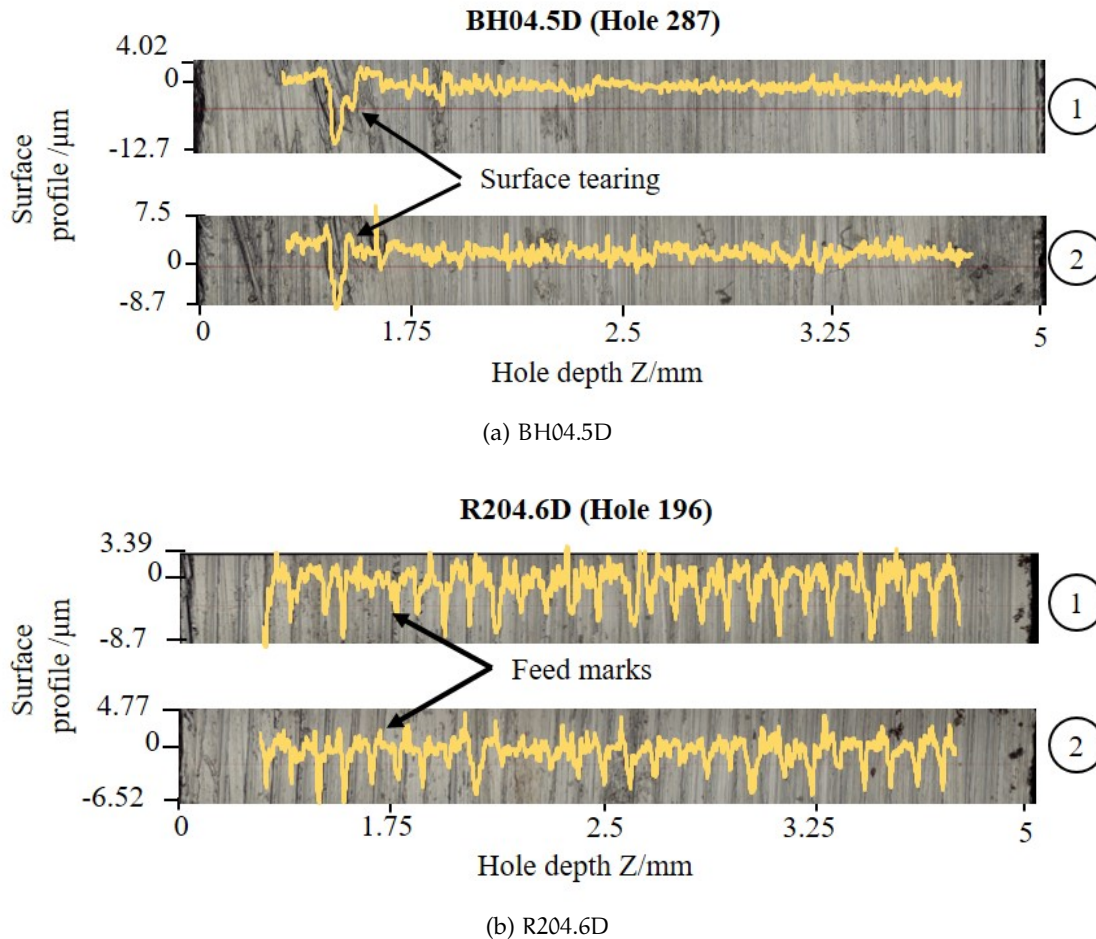 BH04.5D (Hole 287)
4.02
0
-12.7
1
Surface tearing
Surface
profile /µm
7.5
0
-8.7
2
0 1.75 2.5 3.25 5
Hole depth Z/mm
(a) BH04.5D
R204.6D (Hole 196)
3.39
0
-8.7
1
Feed marks
Surface
profile /µm
4.77
0
-6.52
2
0 1.75 2.5 3.25 5
Hole depth Z/mm
(b) R204.6D